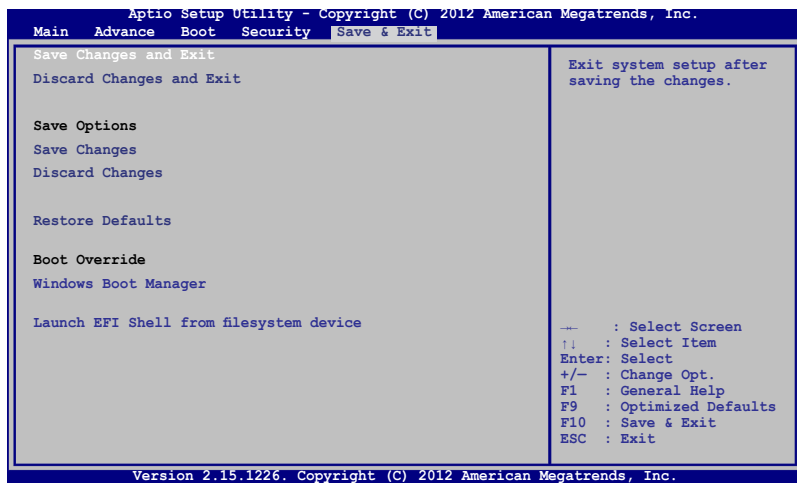 Aptio Setup Utility - Copyright (C) 2012 American Megatrends, Inc.
Main Advance Boot Security Save & Exit
Save Changes and Exit
Discard Changes and Exit
Save Options
Save Changes
Discard Changes
Restore Defaults
Boot Override
Windows Boot Manager
Launch EFI Shell from filesystem device
Exit system setup after
saving the changes.
→← : Select Screen
↑↓ : Select Item
Enter: Select
+/— : Change Opt.
F1 : General Help
F9 : Optimized Defaults
F10 : Save & Exit
ESC : Exit
Version 2.15.1226. Copyright (C) 2012 American Megatrends, Inc.